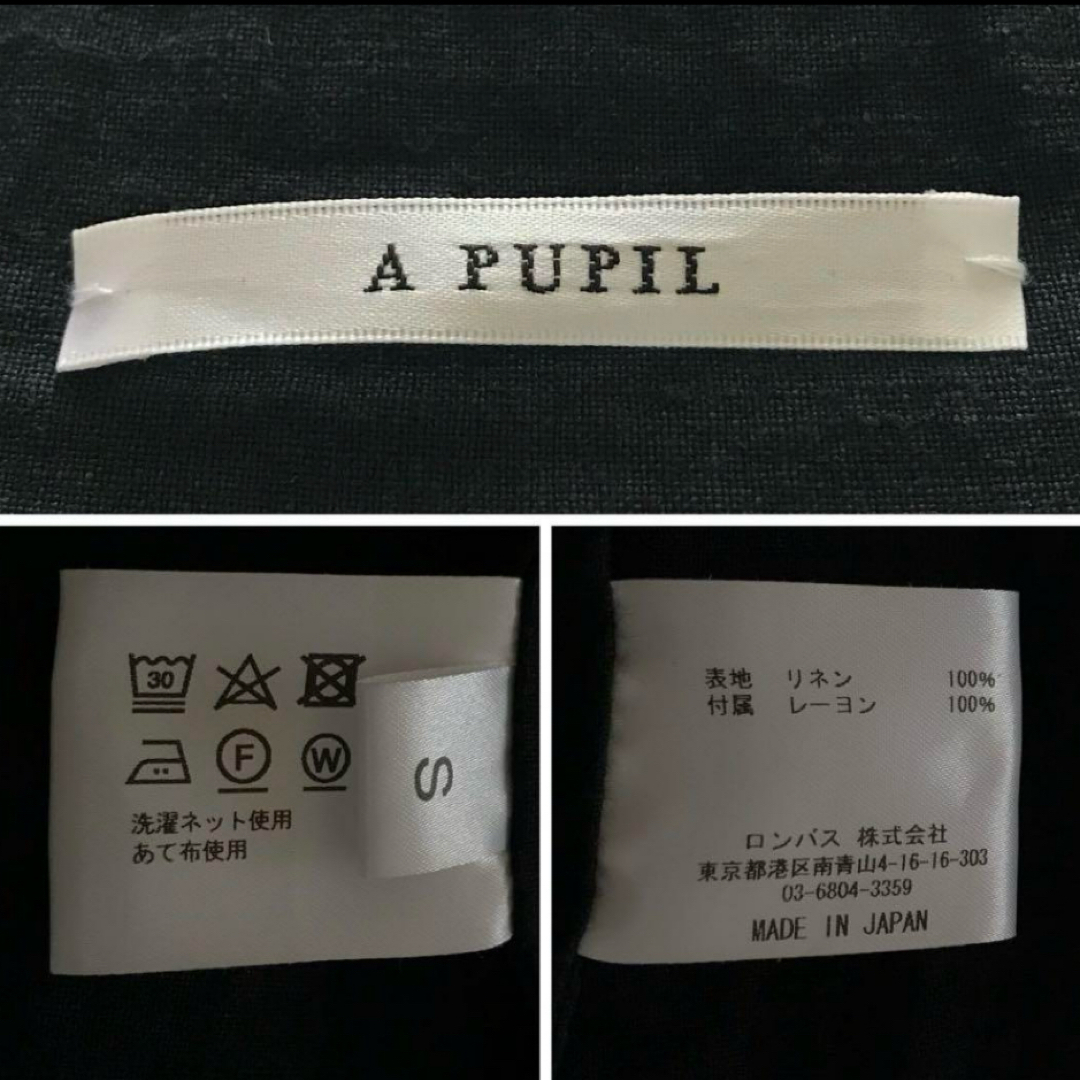 A PUPIL
30
F W
洗濯ネット使用
あて布使用
S
表地 リネン 100%
付属 レーヨン 100%
ロンバス 株式会社
東京都港区南青山4-16-16-303
03-6804-3359
MADE IN JAPAN